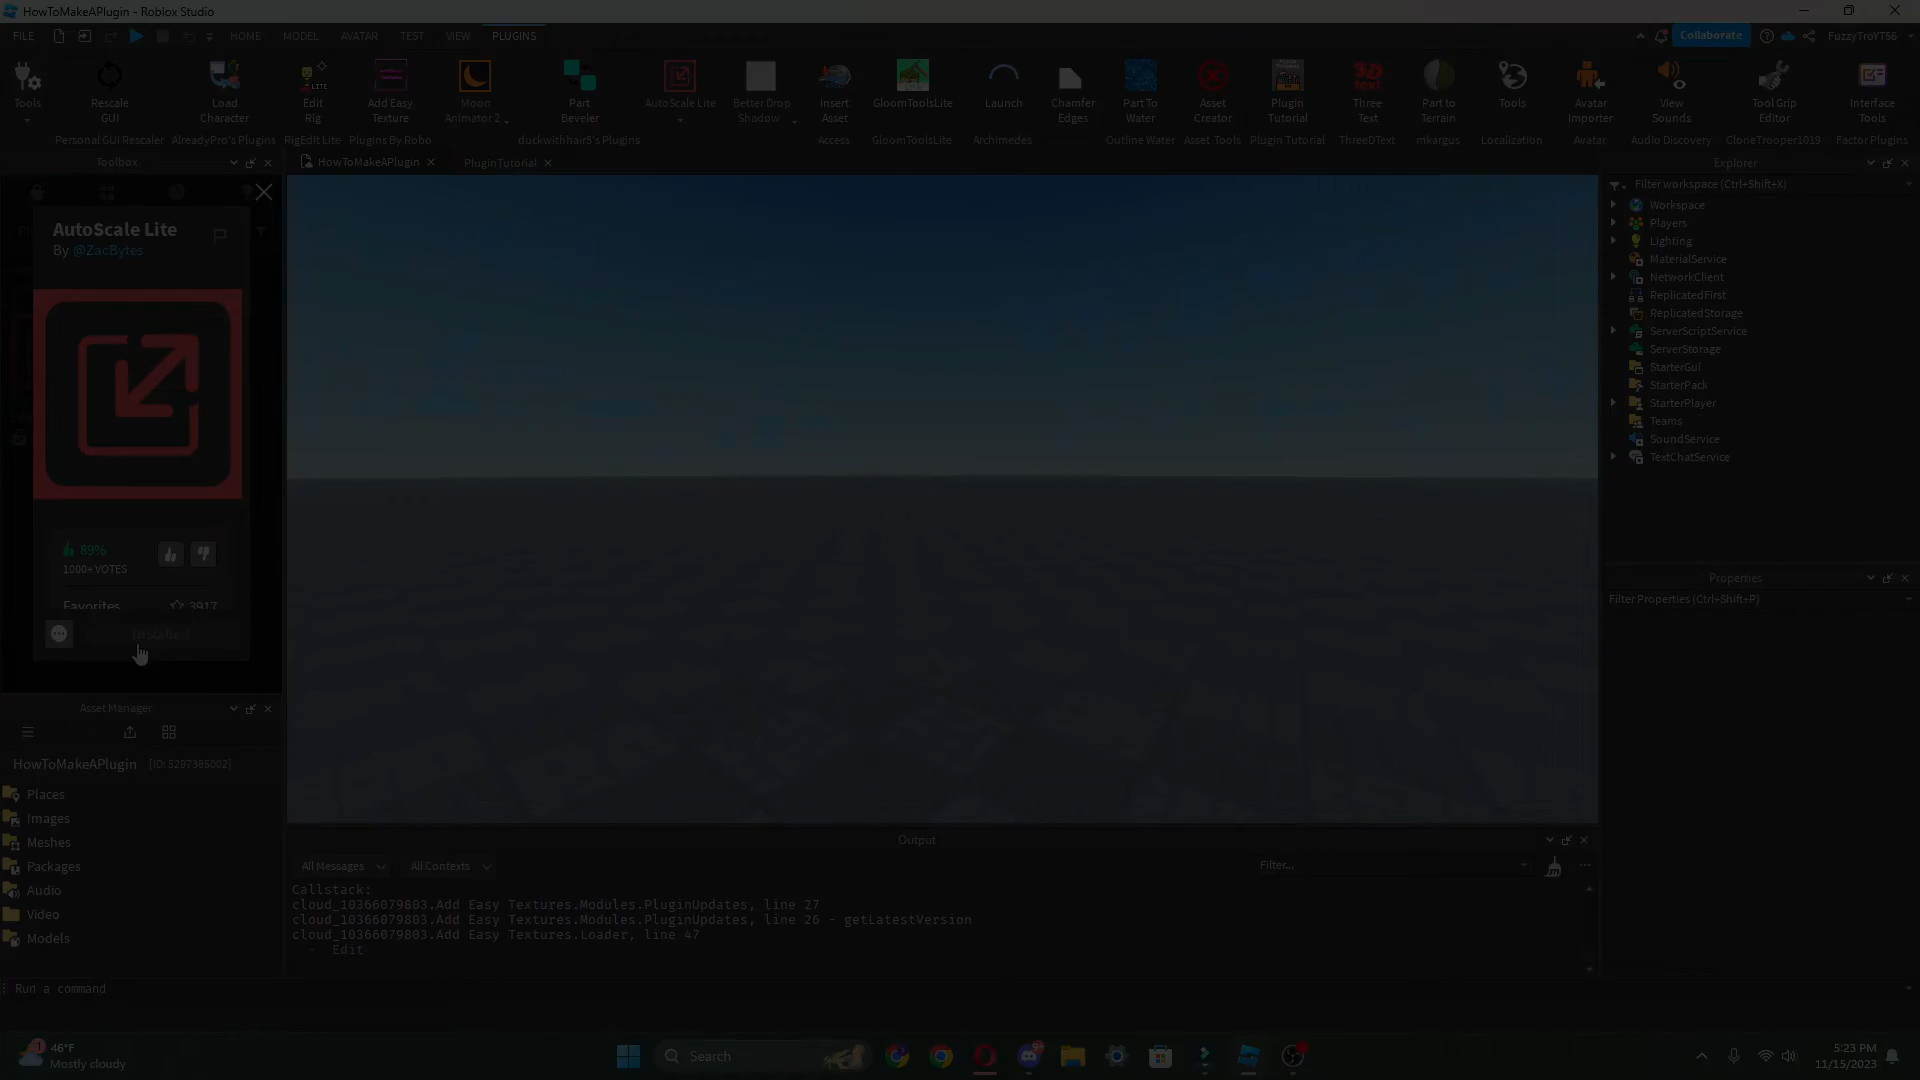 HowToMakeAPlugin - Roblox Studio
FILE HOME MODEL AVATAR TEST VIEW PLUGINS Collaborate FuzzyTroYT56
Tools
Rescale GUI
Load Character
Edit Rig
LITE
Add Easy Texture
Moon Animator 2
Part Beveler
AutoScale Lite
Better Drop Shadow
Insert Asset
GloomToolsLite
Launch
Chamfer Edges
Part To Water
Asset Creator
Plugin Tutorial
3D text
Three Text
Part to Terrain
Tools
Avatar Importer
View Sounds
Tool Grip Editor
Interface Tools
Personal GUI Rescaler AlreadyPro's Plugins RigEdit Lite Plugins By Robo duckwithhair5's Plugins Access GloomToolsLite Archimedes Outline Water Asset Tools Plugin Tutorial ThreeDText mkargus Localization Avatar Audio Discovery CloneTrooper1019 Factor Plugins
Toolbox
HowToMakeAPlugin
PluginTutorial
Explorer
Filter workspace (Ctrl+Shift+X)
AutoScale Lite
By @ZacBytes
89%
1000+ VOTES
Favorites 3917
Installed
Workspace
Players
Lighting
MaterialService
NetworkClient
ReplicatedFirst
ReplicatedStorage
ServerScriptService
ServerStorage
StarterGui
StarterPack
StarterPlayer
Teams
SoundService
TextChatService
Properties
Filter Properties (Ctrl+Shift+P)
Asset Manager
HowToMakeAPlugin [ID: 5297385002]
Places
Images
Meshes
Packages
Audio
Video
Models
Output
All Messages All Contexts Filter...
Callstack:
cloud_10366079803.Add Easy Textures.Modules.PluginUpdates, line 27
cloud_10366079803.Add Easy Textures.Modules.PluginUpdates, line 26 - getLatestVersion
cloud_10366079803.Add Easy Textures.Loader, line 47
- Edit
Run a command
1
46°F
Mostly cloudy
Search
9+
5:23 PM
11/15/2023